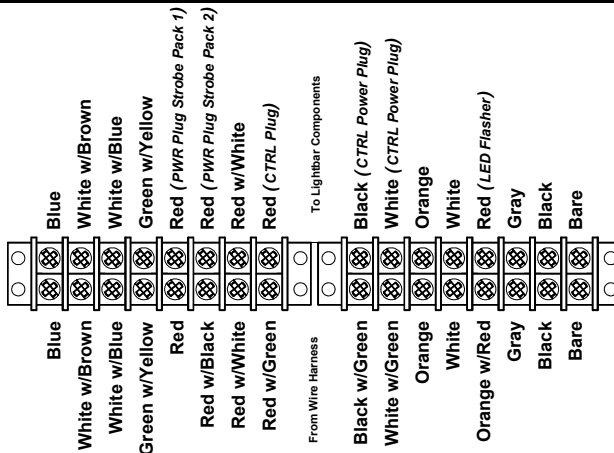 Blue
White w/Brown
White w/Blue
Green w/Yellow
Red (PWR Plug Strobe Pack 1)
Red (PWR Plug Strobe Pack 2)
Red w/White
Red (CTRL Plug)
To Lightbar Components
Black (CTRL Power Plug)
White (CTRL Power Plug)
Orange
White
Red (LED Flasher)
Gray
Black
Bare
Blue
White w/Brown
White w/Blue
Green w/Yellow
Red
Red w/Black
Red w/White
Red w/Green
From Wire Harness
Black w/Green
White w/Green
Orange
White
Orange w/Red
Gray
Black
Bare